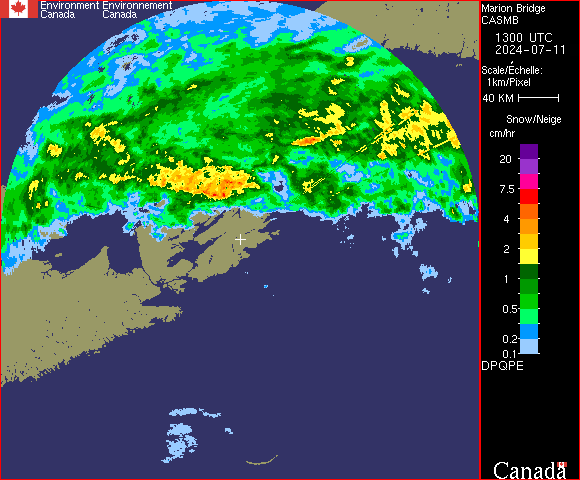 Environment Environnement
Canada Canada
Marion Bridge
CASMB
1300 UTC
2024-07-11
Scale/Echelle:
1km/Pixel
40 KM
Snow/Neige
cm/hr
20
7.5
4
2
1
0.5
0.2
0.1
DPQPE
Canada